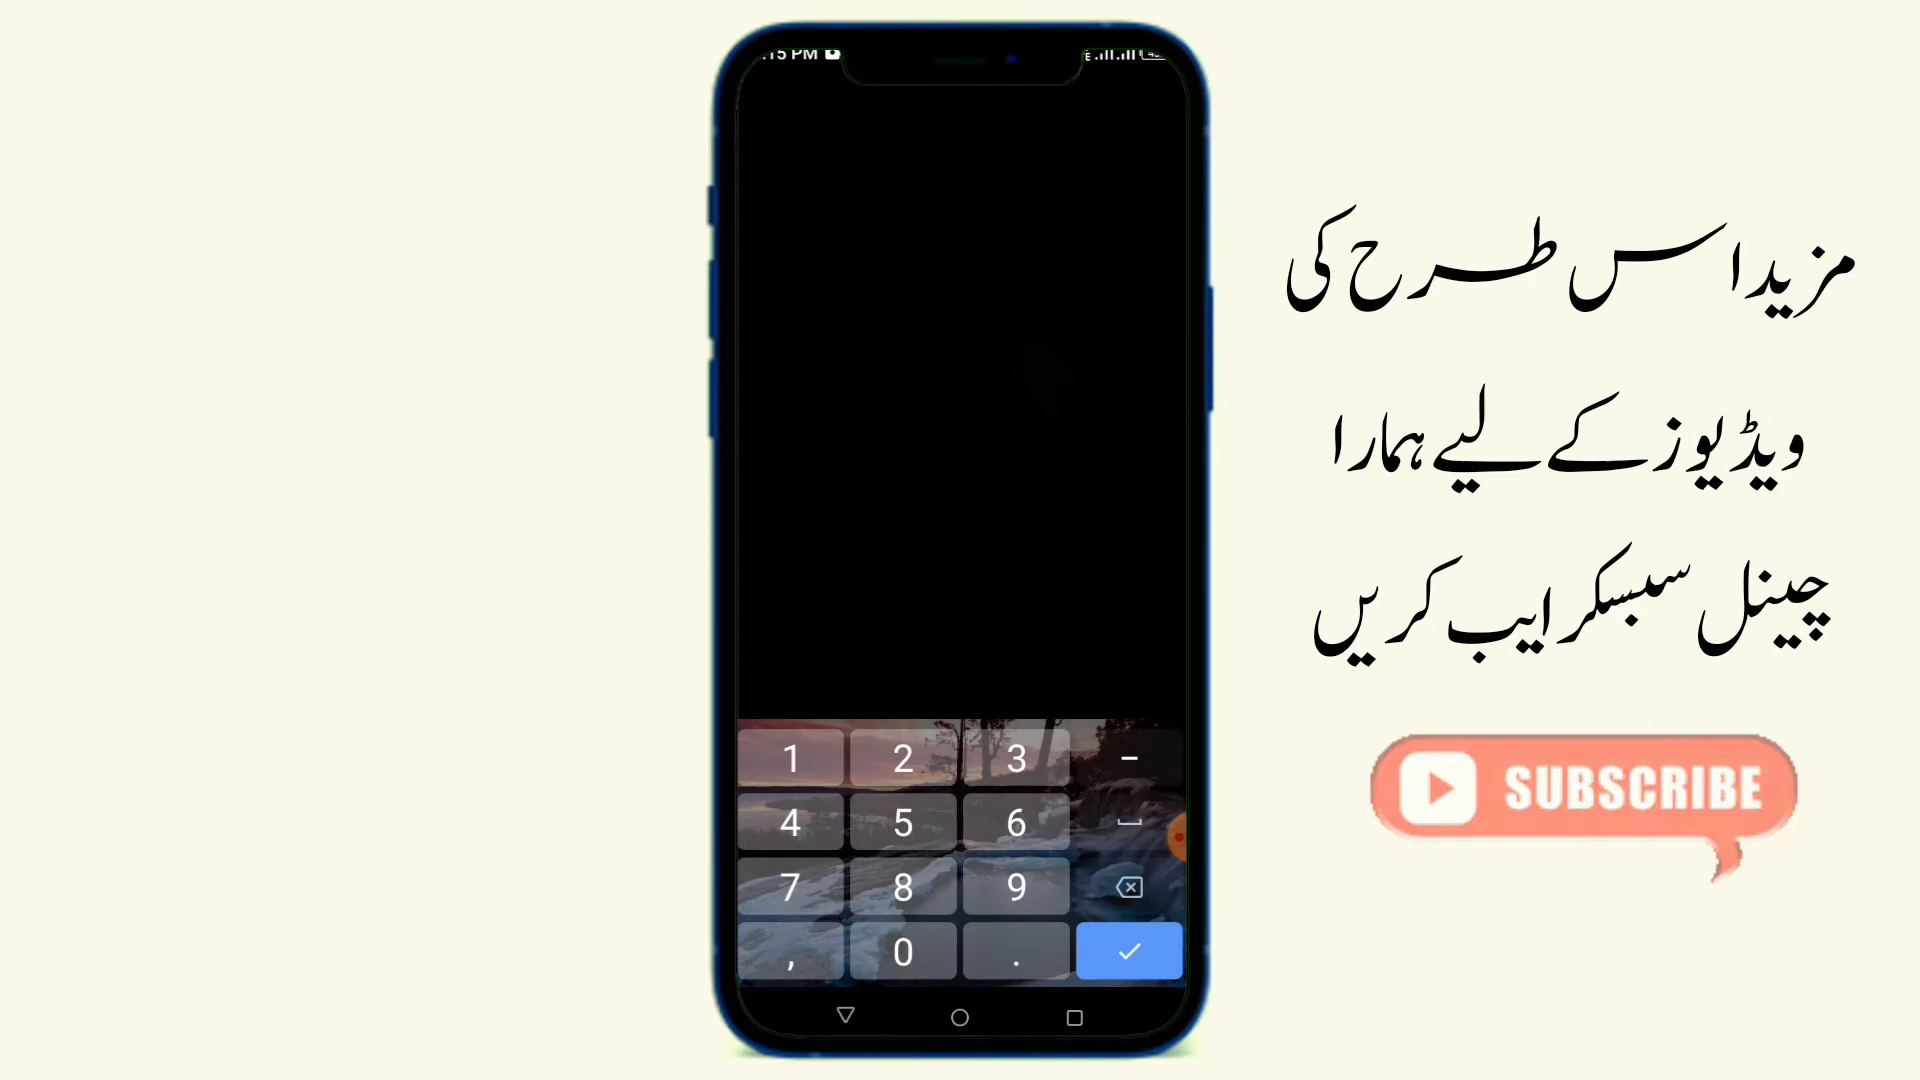 :15 PM
مزید اس طرح کی
ویڈیوز کے لیے ہمارا
چینل سبسکرایب کریں
SUBSCRIBE
1 2 3 –
4 5 6
7 8 9
, 0 .